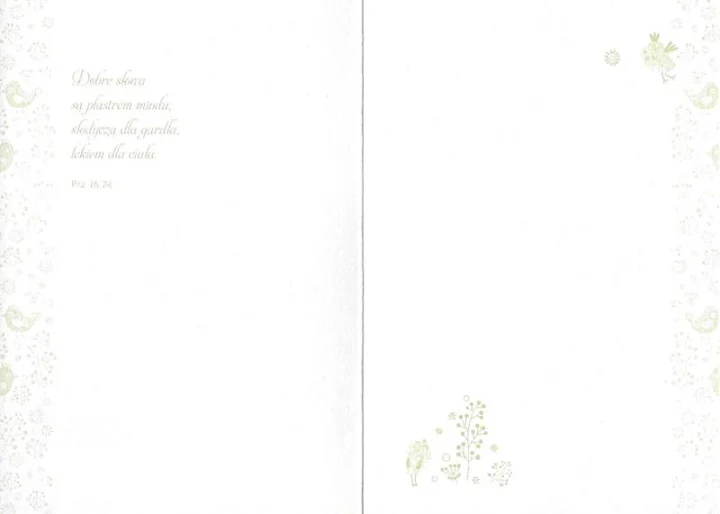 Dobre słowa
są plastrem miodu,
słodyczą dla gardła,
lekiem dla ciała.
Prz 16, 24